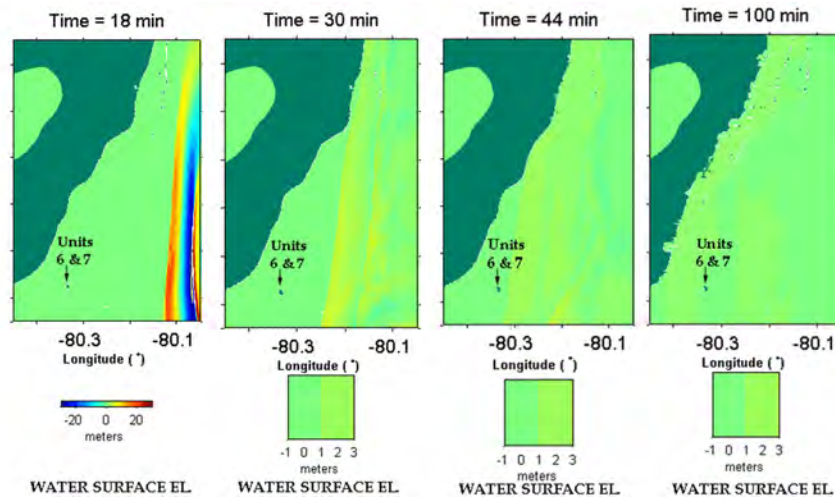 Time = 18 min
Time = 30 min
Time = 44 min
Time = 100 min
Units
6 & 7
Units
6 & 7
Units
6 & 7
Units
6 & 7
-80.3 -80.1
-80.3 -80.1
-80.3 -80.1
-80.3 -80.1
Longitude ( ° )
Longitude ( ° )
Longitude ( ° )
Longitude ( ° )
-20 0 20
meters
-1 0 1 2 3
meters
-1 0 1 2 3
meters
-1 0 1 2 3
meters
WATER SURFACE EL.
WATER SURFACE EL.
WATER SURFACE EL.
WATER SURFACE EL.